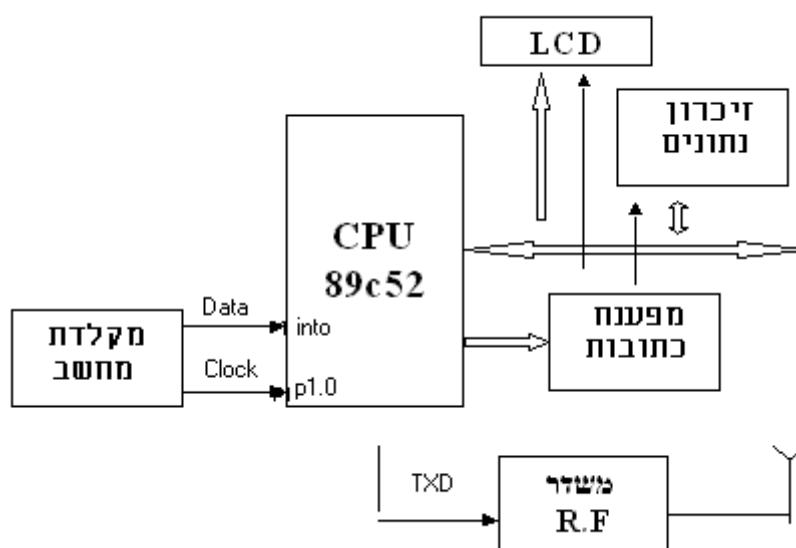 LCD
זיכרון
נתונים
CPU
89c52
Data
into
מקלדת
מחשב
Clock
p1.0
מפענח
כתובות
TXD
משדר
R.F